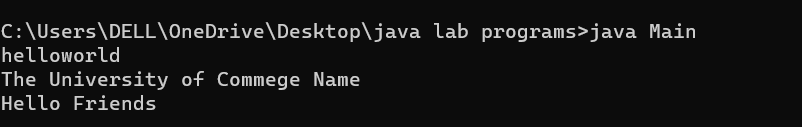 C:\Users\DELL\OneDrive\Desktop\java lab programs>java Main
helloworld
The University of Commege Name
Hello Friends